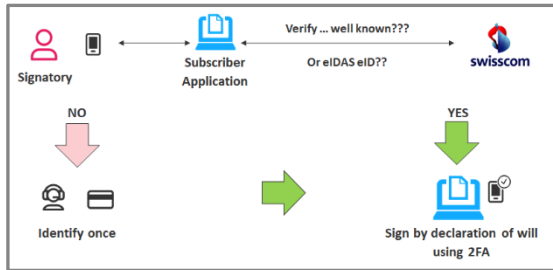 Verify ... well known???
Signatory
Subscriber
Application
Or eIDAS eID??
swisscom
NO
YES
Identify once
Sign by declaration of will
using 2FA